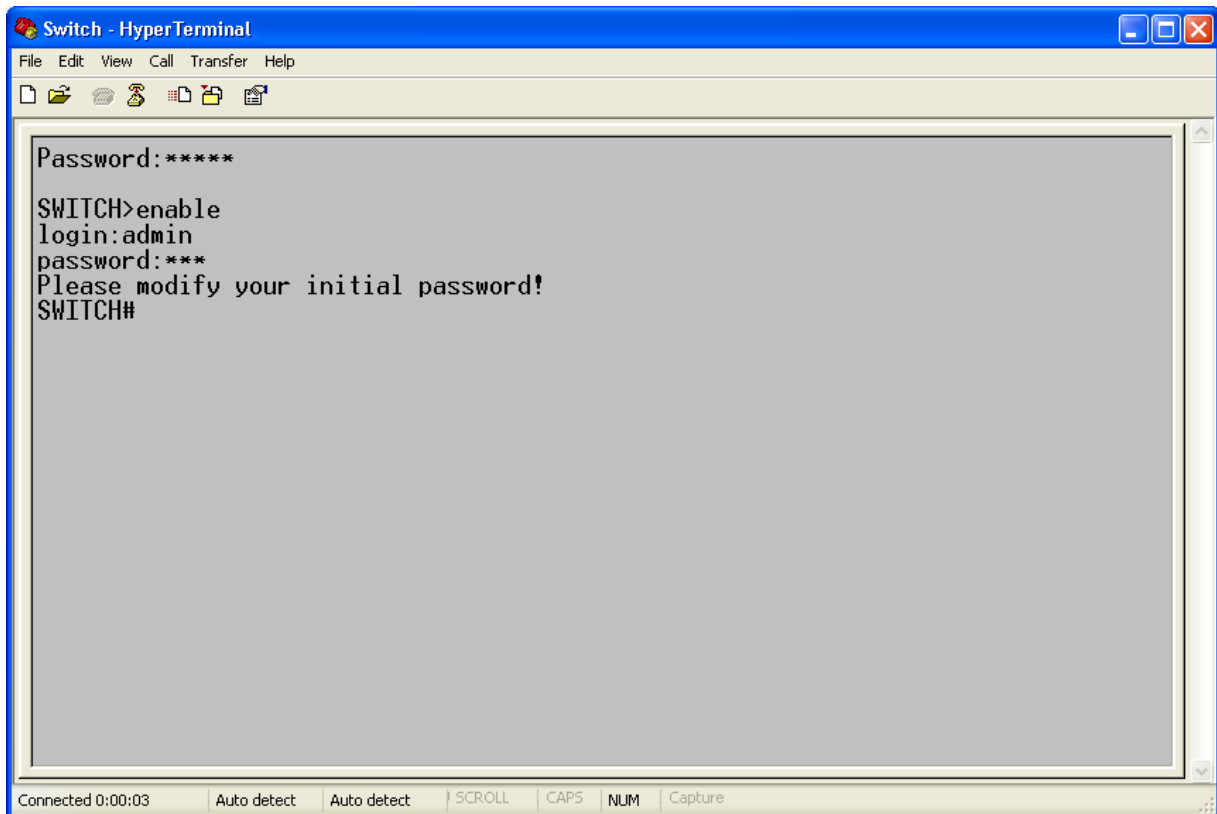 Switch - HyperTerminal
File Edit View Call Transfer Help
Password:*****
SWITCH>enable
login:admin
password:***
Please modify your initial password!
SWITCH#
Connected 0:00:03 Auto detect Auto detect SCROLL CAPS NUM Capture